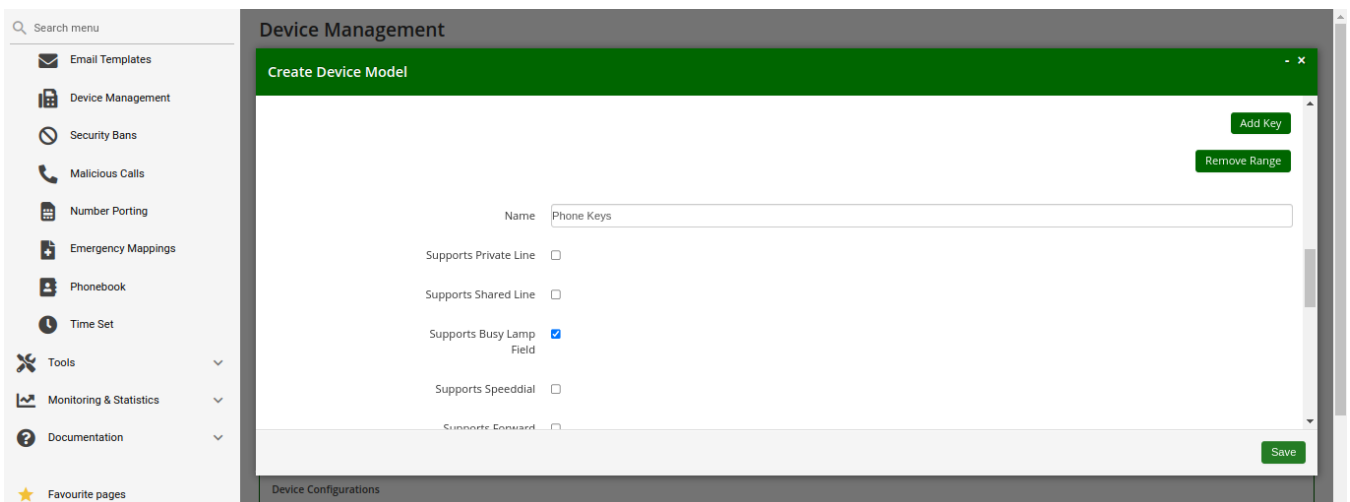 Search menu
Email Templates
Device Management
Security Bans
Malicious Calls
Number Porting
Emergency Mappings
Phonebook
Time Set
Tools
Monitoring & Statistics
Documentation
Favourite pages
Device Management
Create Device Model
- ×
Add Key
Remove Range
Name
Phone Keys
Supports Private Line
Supports Shared Line
Supports Busy Lamp
Field
Supports Speeddial
Supports Forward
Save
Device Configurations